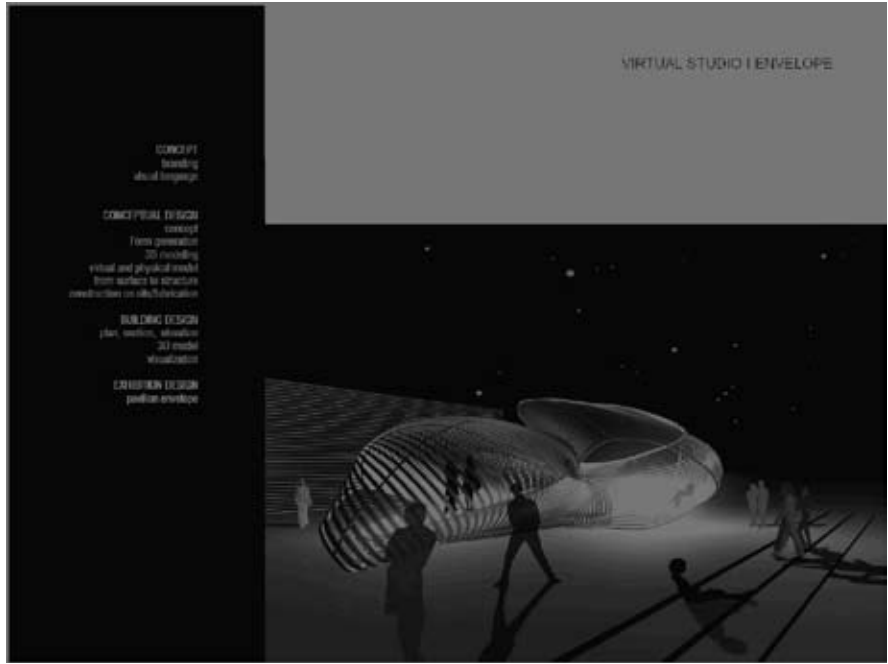 VIRTUAL STUDIO I ENVELOPE
CONCEPT
branding
visual language
CONCEPTUAL DESIGN
concept
Form generation
3D modelling
virtual and physical model
from surface to structure
construction on site/fabrication
BUILDING DESIGN
plan, section, elevation
3D model
visualization
EXHIBITION DESIGN
pavilion envelope